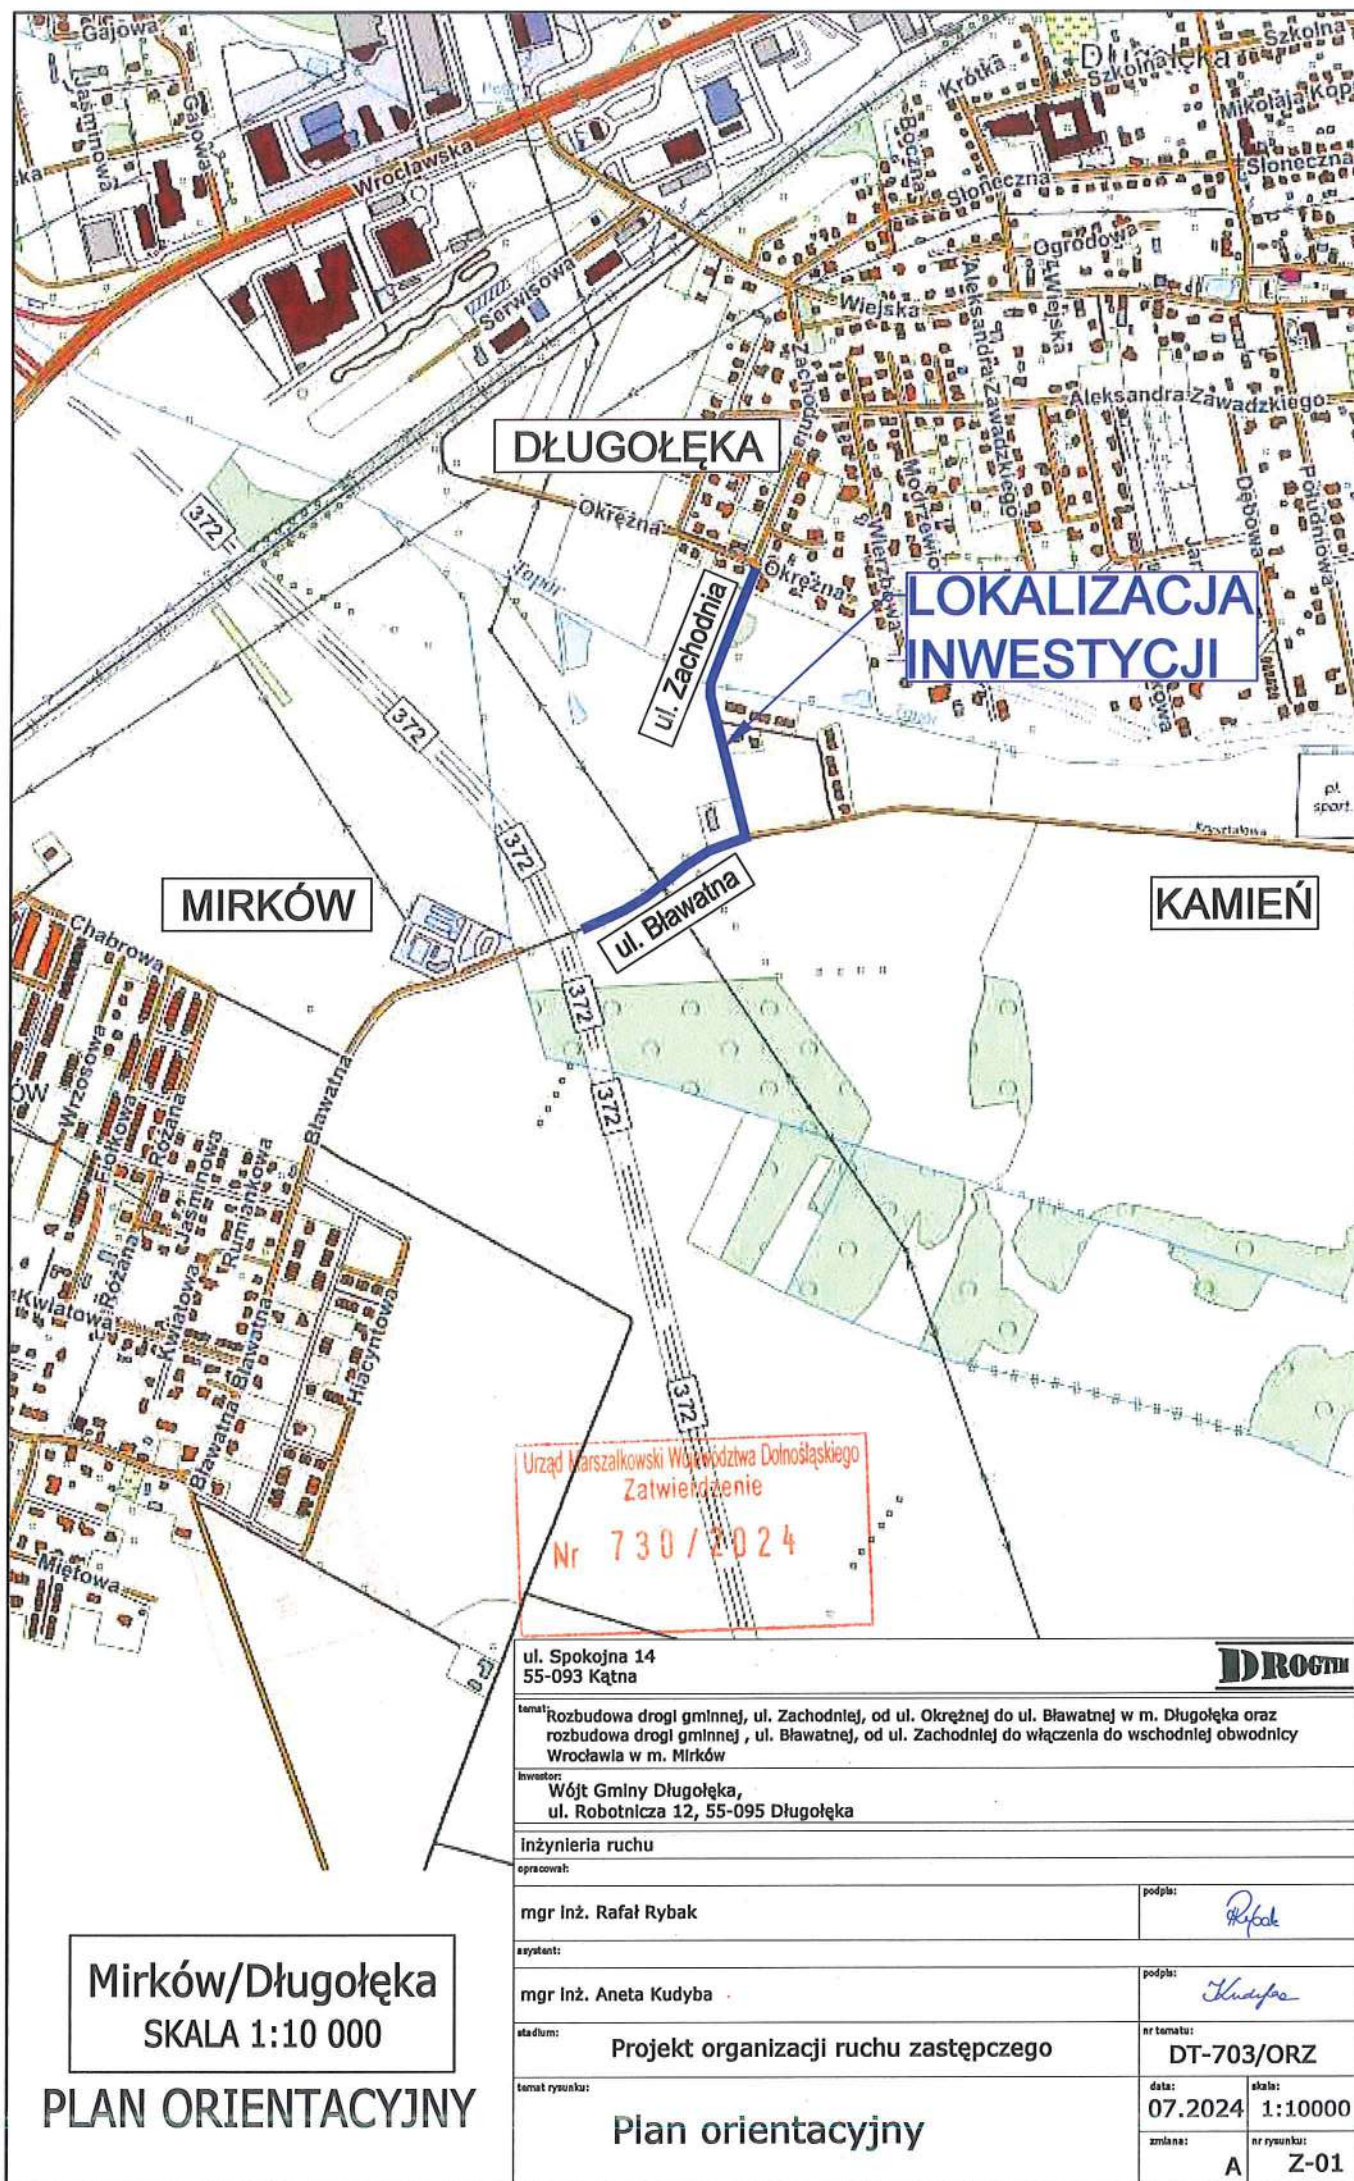 Gajowa
Jaśminowa
Gajowa
Wrocławska
Serwisowa
Krótka
Szkolna
Szkolna
Boczna
Słoneczna
Słoneczna
Ogrodowa
Wiejska
Wiejska
Aleksandra Zawadzkiego
Aleksandra Zawadzkiego
Zachodnia
DŁUGOŁĘKA
Okrężna
Okrężna
Wierzbowa
Dębowa
Południowa
372
Topór
ul. Zachodnia
LOKALIZACJA
INWESTYCJI
372
Topór
pł.
sport.
Kryształowa
372
MIRKÓW
KAMIEŃ
ul. Bławatna
Chabrowa
372
Wrzosowa
Bławatna
372
Fiołkowa
Różana
Jaśminowa
Rumiankowa
Różana
Kwiatowa
Kwiatowa
Bławatna
Hiacyntowa
372
Bławatna
Miętowa
Urząd Marszałkowski Województwa Dolnośląskiego
Zatwierdzenie
Nr 730/2024
ul. Spokojna 14
55-093 Kątna
DROGTIM
temat:
Rozbudowa drogi gminnej, ul. Zachodniej, od ul. Okrężnej do ul. Bławatnej w m. Długołęka oraz
rozbudowa drogi gminnej , ul. Bławatnej, od ul. Zachodniej do włączenia do wschodniej obwodnicy
Wrocławia w m. Mirków
inwestor:
Wójt Gminy Długołęka,
ul. Robotnicza 12, 55-095 Długołęka
inżynieria ruchu
opracował:
mgr inż. Rafał Rybak
podpis:
Rybak
asystent:
mgr inż. Aneta Kudyba
podpis:
Kudyba
stadium:
Projekt organizacji ruchu zastępczego
nr tematu:
DT-703/ORZ
temat rysunku:
Plan orientacyjny
data:
07.2024
skala:
1:10000
zmiana:
A
nr rysunku:
Z-01
Mirków/Długołęka
SKALA 1:10 000
PLAN ORIENTACYJNY